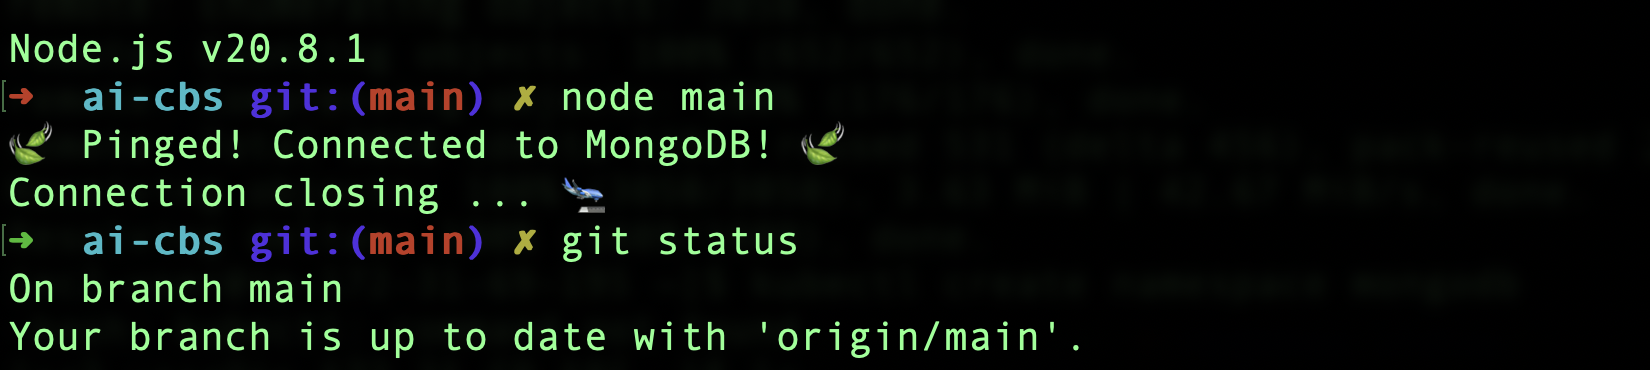 Node.js v20.8.1
➜  ai-cbs git:(main) ✗ node main
🌿 Pinged! Connected to MongoDB! 🌿
Connection closing ... 🛬
➜  ai-cbs git:(main) ✗ git status
On branch main
Your branch is up to date with 'origin/main'.